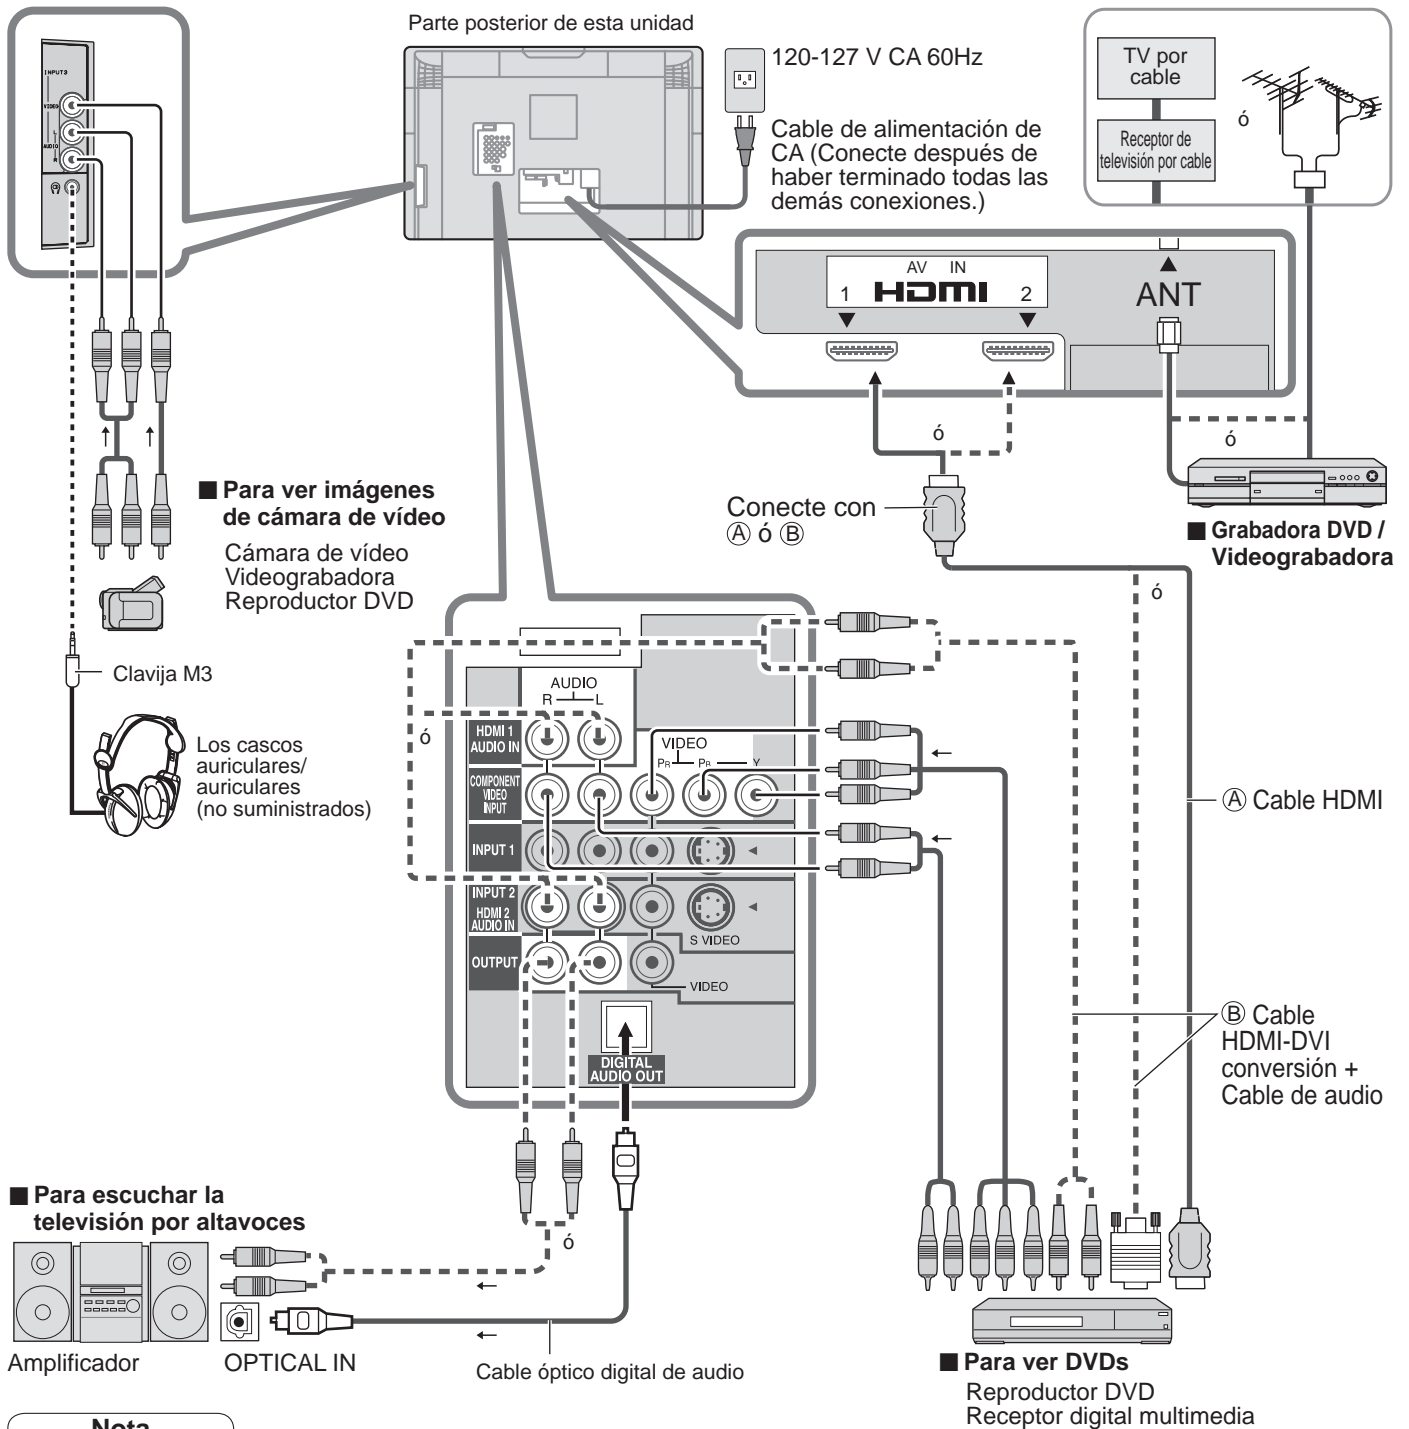 Parte posterior de esta unidad
120-127 V CA 60Hz
Cable de alimentación de
CA (Conecte después de
haber terminado todas las
demás conexiones.)
TV por
cable
Receptor de
televisión por cable
ó
INPUT3
VIDEO
L
AUDIO
R
AV IN
1 HDMI 2
ANT
ó
ó
Conecte con
Ⓐ ó Ⓑ
■ Grabadora DVD /
Videograbadora
■ Para ver imágenes
de cámara de vídeo
Cámara de vídeo
Videograbadora
Reproductor DVD
ó
Clavija M3
Los cascos
auriculares/
auriculares
(no suministrados)
AUDIO
R L
ó
HDMI 1
AUDIO IN
VIDEO
PR PR Y
COMPONENT
VIDEO
INPUT
INPUT 1
INPUT 2
HDMI 2
AUDIO IN
S VIDEO
OUTPUT
VIDEO
DIGITAL
AUDIO OUT
Ⓐ Cable HDMI
Ⓑ Cable
HDMI-DVI
conversión +
Cable de audio
■ Para escuchar la
televisión por altavoces
ó
Amplificador
OPTICAL IN
Cable óptico digital de audio
■ Para ver DVDs
Reproductor DVD
Receptor digital multimedia
Nota